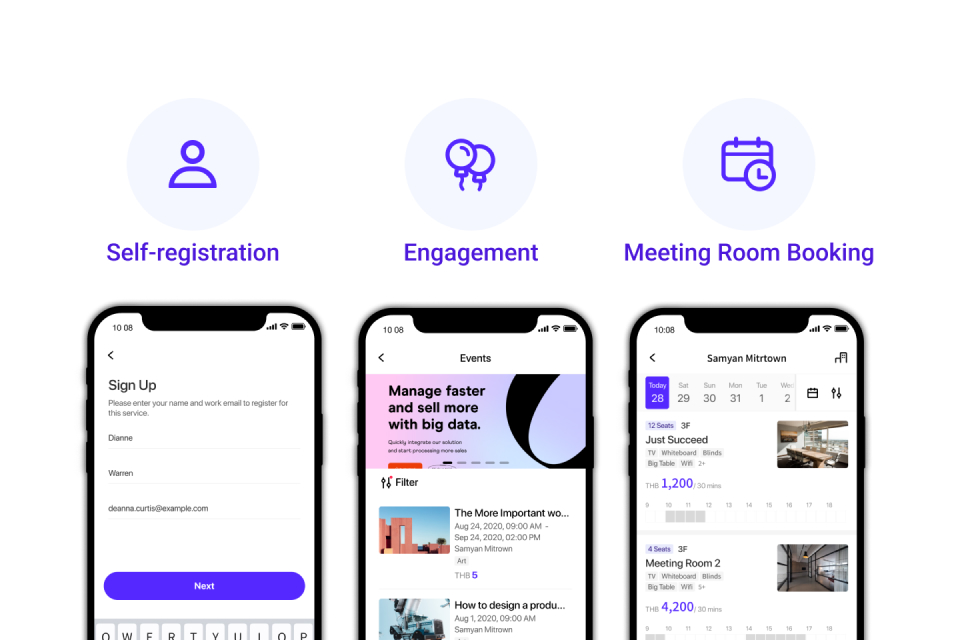 Self-registration
Engagement
Meeting Room Booking
10 08
Sign Up
Please enter your name and work email to register for
this service.
Dianne
Warren
deanna.curtis@example.com
Next
Q W E R T Y U I O P
10 08
Events
Manage faster
and sell more
with big data.
Quickly integrate our solution
and start processing more sales
Filter
The More Important wo...
Aug 24, 2020, 09:00 AM -
Sep 24, 2020, 02:00 PM
Samyan Mitrown
Art
THB 5
How to design a produ...
Aug 1, 2020, 09:00 AM
Samyan Mitrown
10:08
Samyan Mitrtown
Today Sat Sun Mon Tue Wed
28 29 30 31 1 2
12 Seats 3F
Just Succeed
TV Whiteboard Blinds
Big Table Wifi 2+
THB 1,200/ 30 mins
9 10 11 12 13 14 15 16 17 18
4 Seats 3F
Meeting Room 2
TV Whiteboard Blinds
Big Table Wifi 5+
THB 4,200/ 30 mins
9 10 11 12 13 14 15 16 17 18